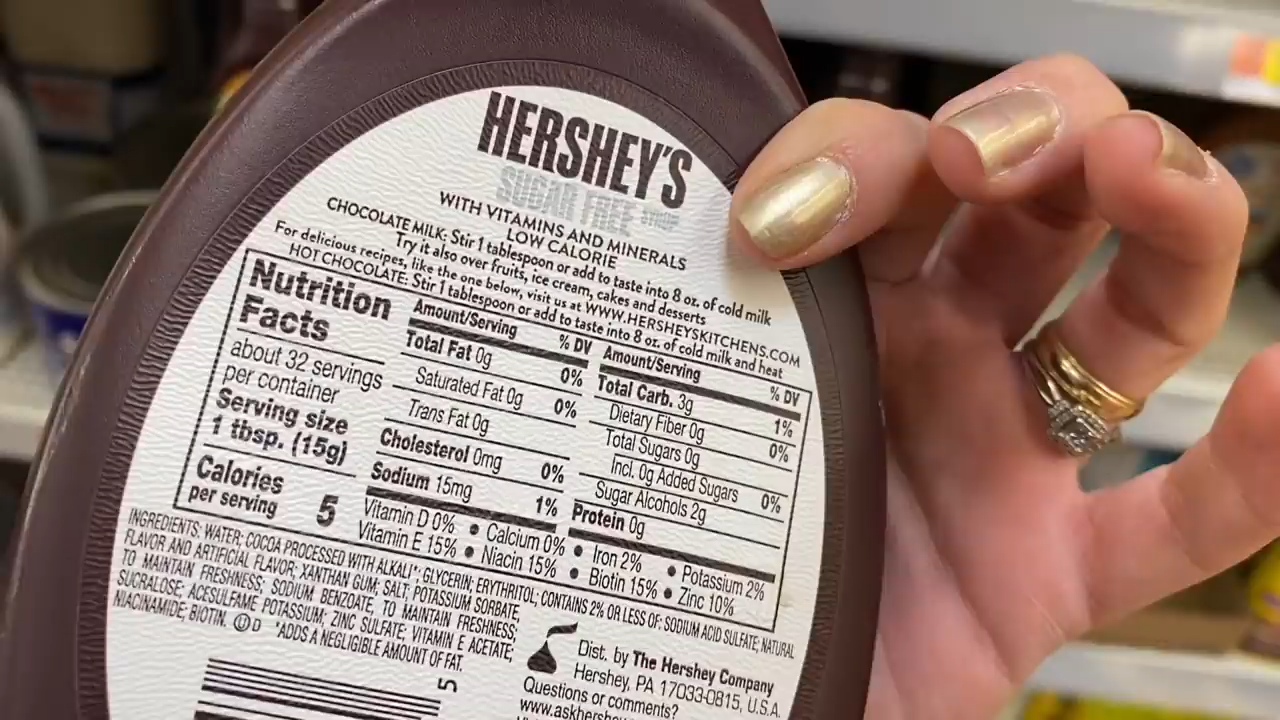 HERSHEY'S
SUGAR FREE SYRUP
WITH VITAMINS AND MINERALS
LOW CALORIE
CHOCOLATE MILK: Stir 1 tablespoon or add to taste into 8 oz. of cold milk
Try it also over fruits, ice cream, cakes and desserts
For delicious recipes, like the one below, visit us at WWW.HERSHEYSKITCHENS.COM
HOT CHOCOLATE: Stir 1 tablespoon or add to taste into 8 oz. of cold milk and heat
Nutrition
Facts
about 32 servings
per container
Serving size
1 tbsp. (15g)
Calories
per serving 5
Amount/Serving % DV
Total Fat 0g 0%
Saturated Fat 0g 0%
Trans Fat 0g
Cholesterol 0mg 0%
Sodium 15mg 1%
Amount/Serving % DV
Total Carb. 3g 1%
Dietary Fiber 0g 0%
Total Sugars 0g
Incl. 0g Added Sugars 0%
Sugar Alcohols 2g
Protein 0g
Vitamin D 0% • Calcium 0% • Iron 2% • Potassium 2%
Vitamin E 15% • Niacin 15% • Biotin 15% • Zinc 10%
INGREDIENTS: WATER; COCOA PROCESSED WITH ALKALI*; GLYCERIN; ERYTHRITOL; CONTAINS 2% OR LESS OF: SODIUM ACID SULFATE; NATURAL
FLAVOR AND ARTIFICIAL FLAVOR; XANTHAN GUM; SALT; POTASSIUM SORBATE,
TO MAINTAIN FRESHNESS; SODIUM BENZOATE, TO MAINTAIN FRESHNESS;
SUCRALOSE; ACESULFAME POTASSIUM, ZINC SULFATE; VITAMIN E ACETATE;
NIACINAMIDE, BIOTIN. Ⓤ D *ADDS A NEGLIGIBLE AMOUNT OF FAT.
5
Dist. by The Hershey Company
Hershey, PA 17033-0815, U.S.A.
Questions or comments?